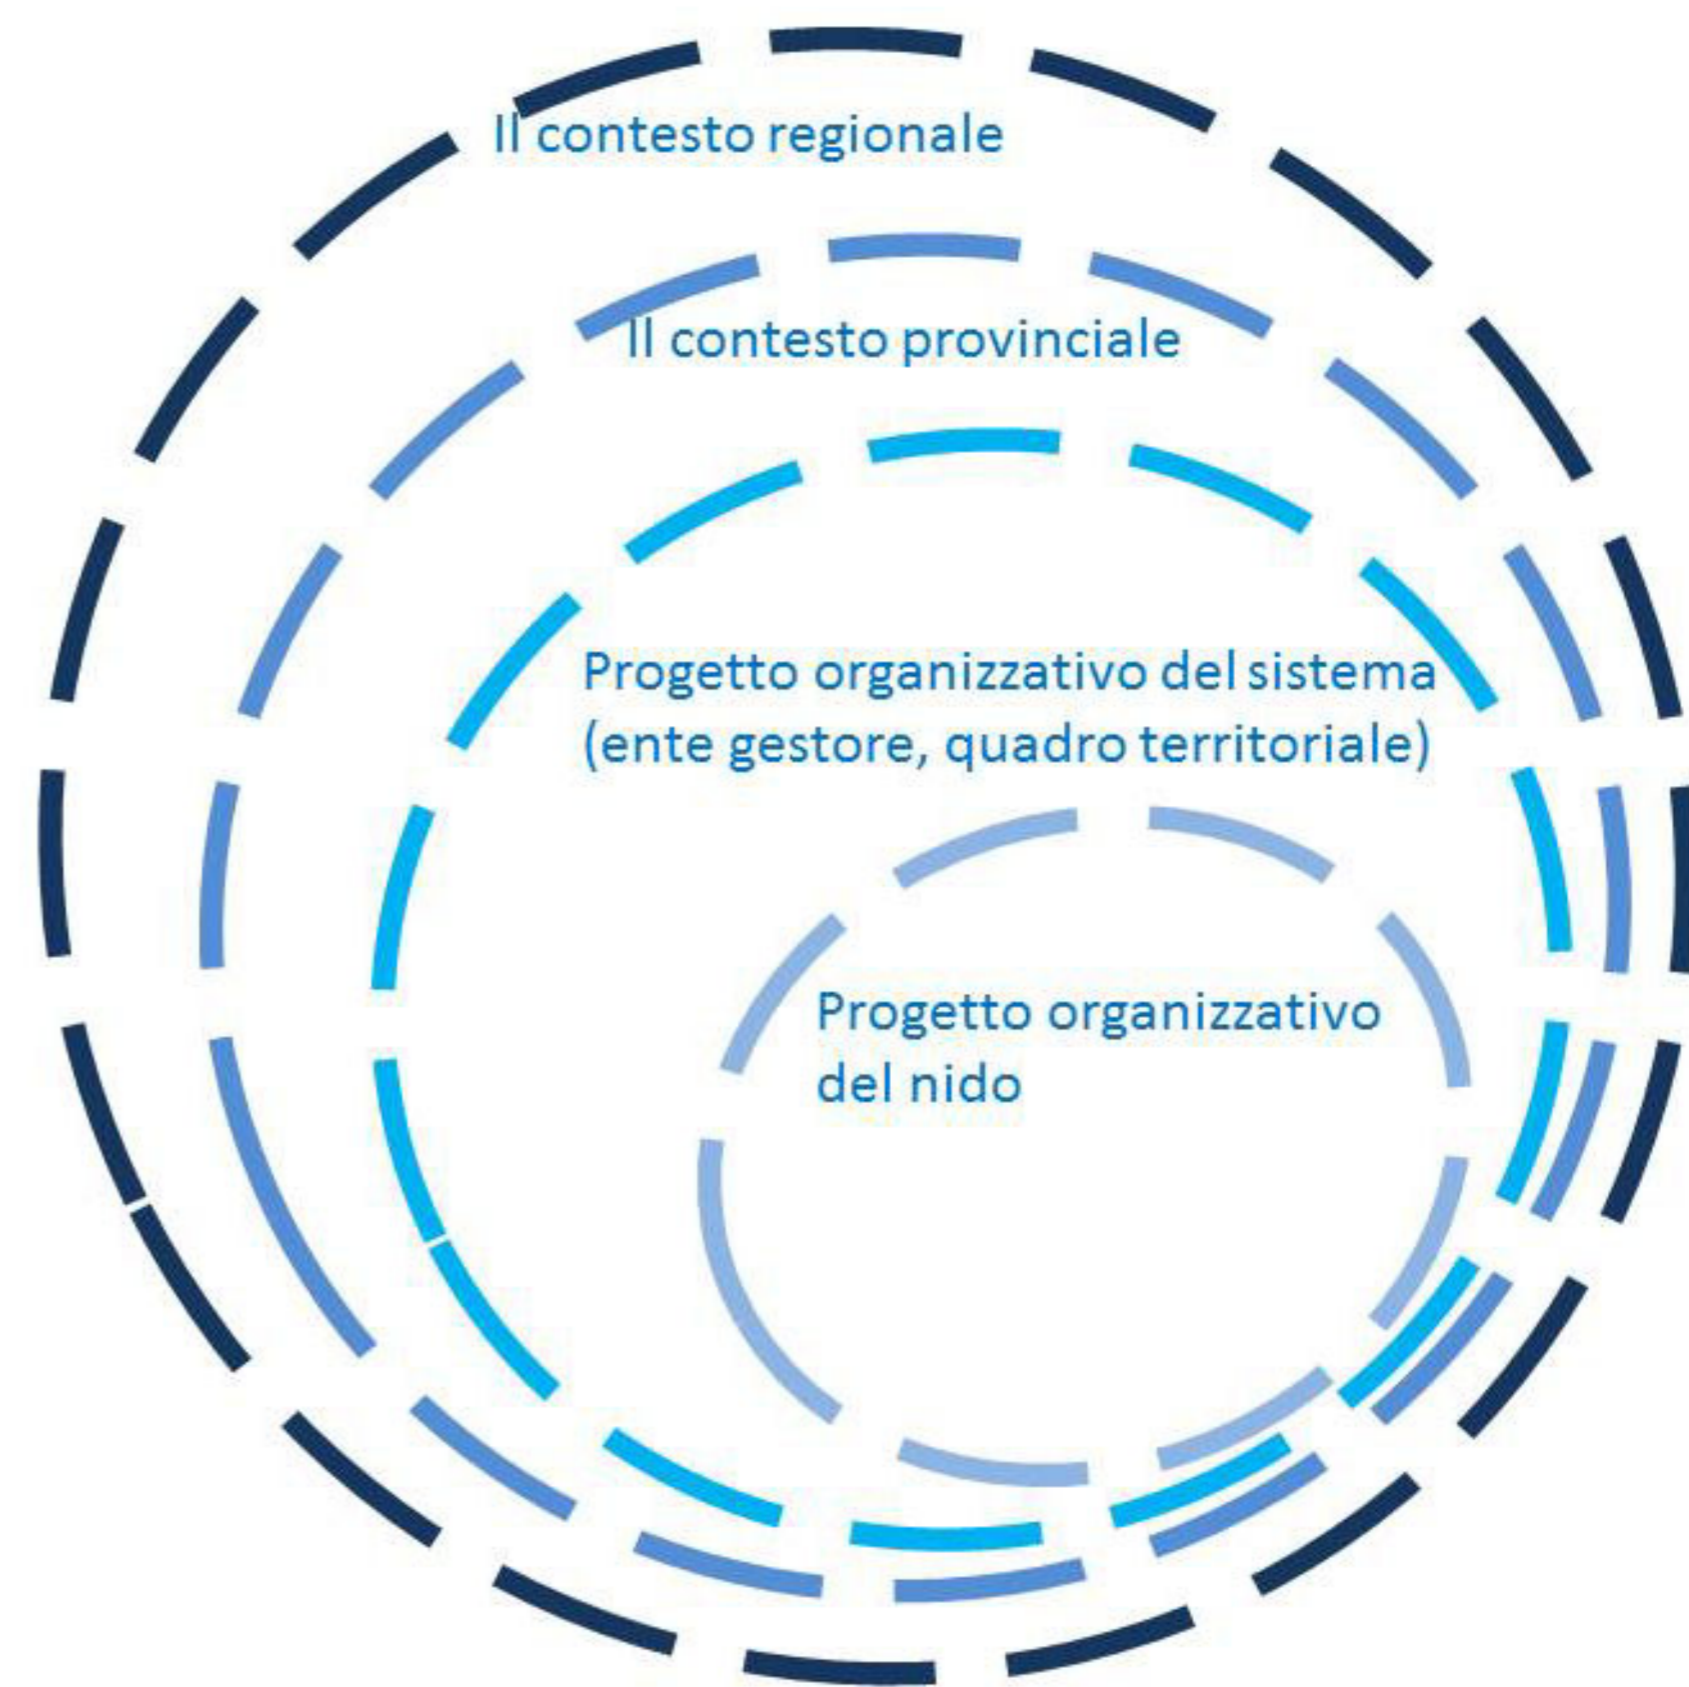 Il contesto regionale
Il contesto provinciale
Progetto organizzativo del sistema
(ente gestore, quadro territoriale)
Progetto organizzativo
del nido